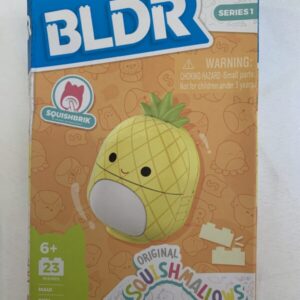 BLDR
SERIES 1
⚠ WARNING:
CHOKING HAZARD-Small parts
Not for children under 3 years
SQUISHBRIK
6+
23
MAUI
ORIGINAL
SQUISHMALLOWS